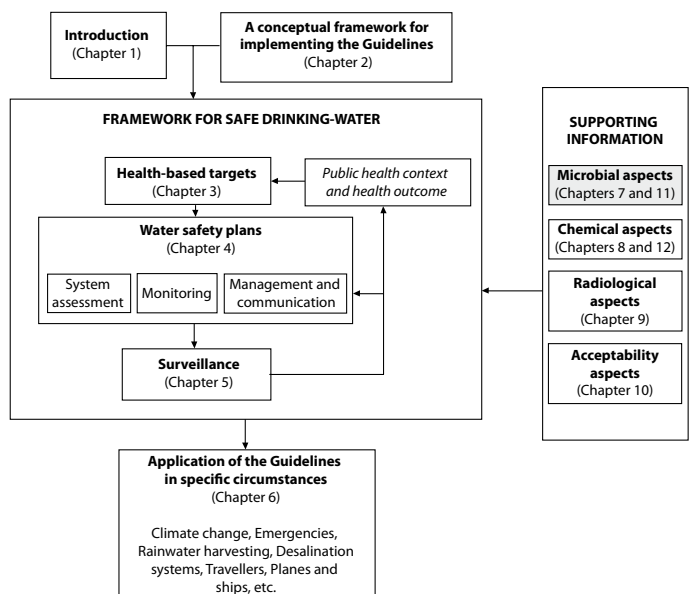 Introduction
(Chapter 1)
A conceptual framework for
implementing the Guidelines
(Chapter 2)
FRAMEWORK FOR SAFE DRINKING-WATER
Health-based targets
(Chapter 3)
Public health context
and health outcome
Water safety plans
(Chapter 4)
System
assessment
Monitoring
Management and
communication
Surveillance
(Chapter 5)
SUPPORTING
INFORMATION
Microbial aspects
(Chapters 7 and 11)
Chemical aspects
(Chapters 8 and 12)
Radiological
aspects
(Chapter 9)
Acceptability
aspects
(Chapter 10)
Application of the Guidelines
in specific circumstances
(Chapter 6)
Climate change, Emergencies,
Rainwater harvesting, Desalination
systems, Travellers, Planes and
ships, etc.